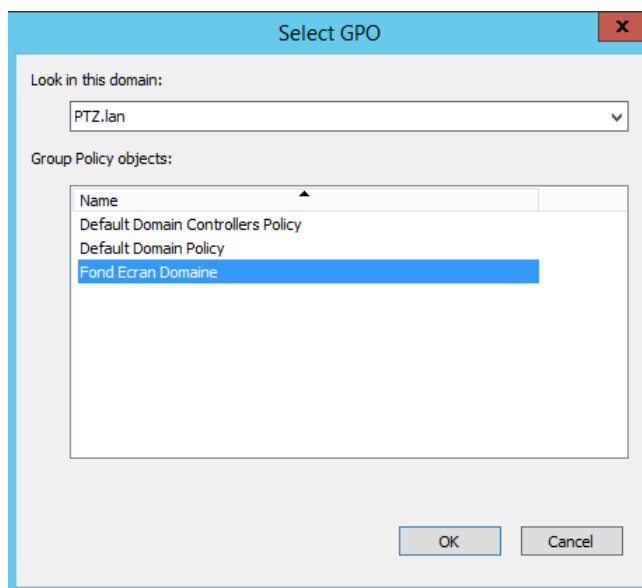 Select GPO
x
Look in this domain:
PTZ.lan
Group Policy objects:
Name
Default Domain Controllers Policy
Default Domain Policy
Fond Ecran Domaine
OK Cancel